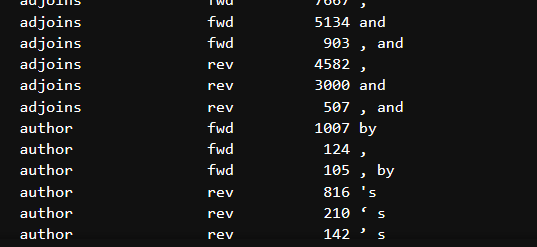 adjoins fwd 7667 ,
adjoins fwd 5134 and
adjoins fwd 903 , and
adjoins rev 4582 ,
adjoins rev 3000 and
adjoins rev 507 , and
author fwd 1007 by
author fwd 124 ,
author fwd 105 , by
author rev 816 's
author rev 210 ‘ s
author rev 142 ’ s